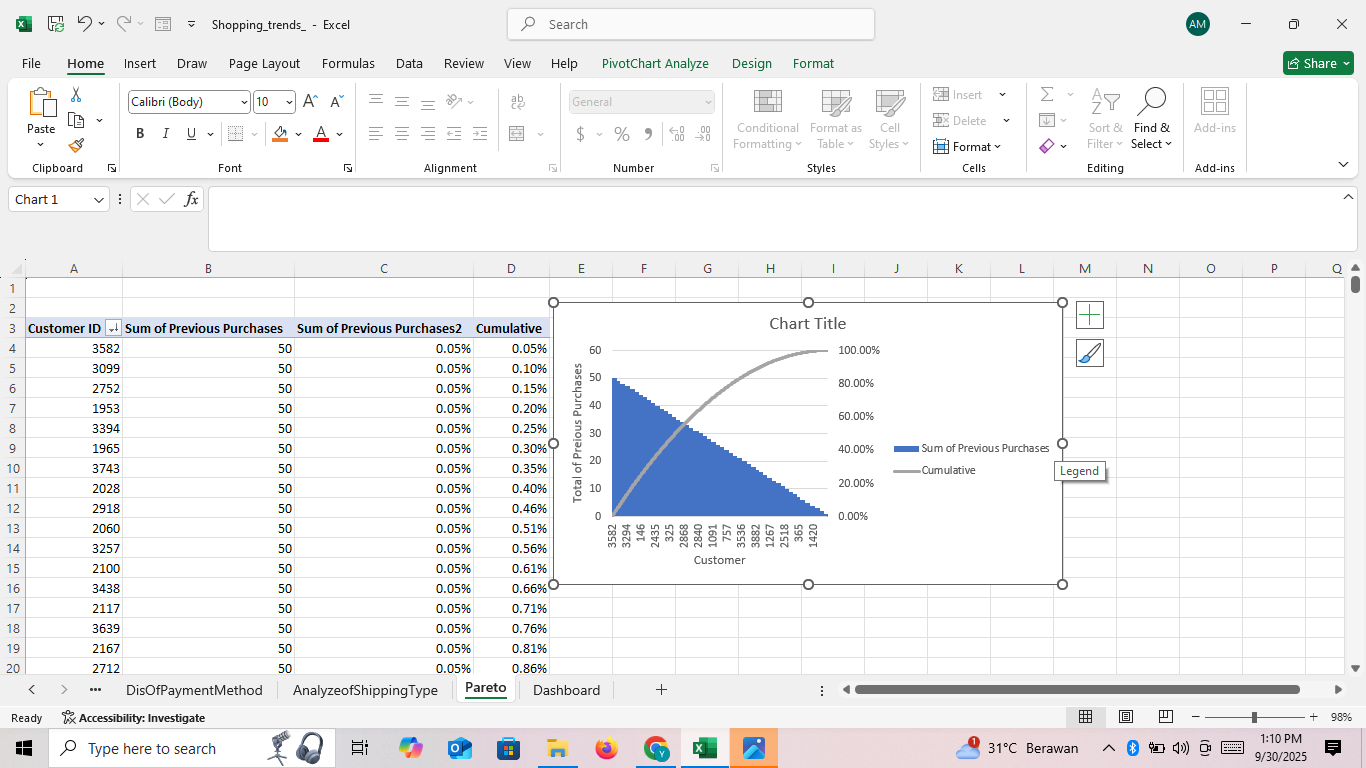 Shopping_trends_ - Excel
Search
AM
File Home Insert Draw Page Layout Formulas Data Review View Help PivotChart Analyze Design Format
Share
Paste
Clipboard
Calibri (Body) 10 A A
B I U A
Font
ab
Alignment
General
$ % 9 .00 .00
Number
Conditional Formatting
Format as Table
Cell Styles
Styles
Insert
Delete
Format
Cells
Sort & Filter
Find & Select
Editing
Add-ins
Add-ins
Chart 1
fx
A B C D E F G H I J K L M N O P Q
1
2
3 Customer ID Sum of Previous Purchases Sum of Previous Purchases2 Cumulative
4 3582 50 0.05% 0.05%
5 3099 50 0.05% 0.10%
6 2752 50 0.05% 0.15%
7 1953 50 0.05% 0.20%
8 3394 50 0.05% 0.25%
9 1965 50 0.05% 0.30%
10 3743 50 0.05% 0.35%
11 2028 50 0.05% 0.40%
12 2918 50 0.05% 0.46%
13 2060 50 0.05% 0.51%
14 3257 50 0.05% 0.56%
15 2100 50 0.05% 0.61%
16 3438 50 0.05% 0.66%
17 2117 50 0.05% 0.71%
18 3639 50 0.05% 0.76%
19 2167 50 0.05% 0.81%
20 2712 50 0.05% 0.86%
Chart Title
Total of Preious Purchases
60
50
40
30
20
10
0
100.00%
80.00%
60.00%
40.00%
20.00%
0.00%
3582 3294 146 2435 325 2868 2840 1091 757 3536 3882 1267 2518 365 1420
Customer
Sum of Previous Purchases
Cumulative
Legend
DisOfPaymentMethod AnalyzeofShippingType Pareto Dashboard
Ready Accessibility: Investigate
98%
Type here to search
1
31°C Berawan
1:10 PM
9/30/2025